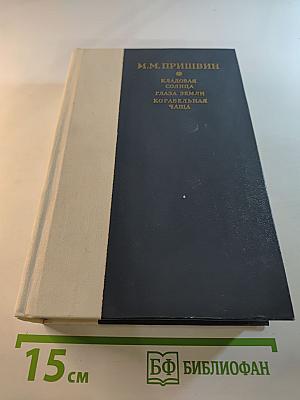 М. М. ПРИШВИН
КЛАДОВАЯ
СОЛНЦА
ГЛАЗА ЗЕМЛИ
КОРАБЕЛЬНАЯ
ЧАЩА
15 см
БФ БИБЛИОФАН